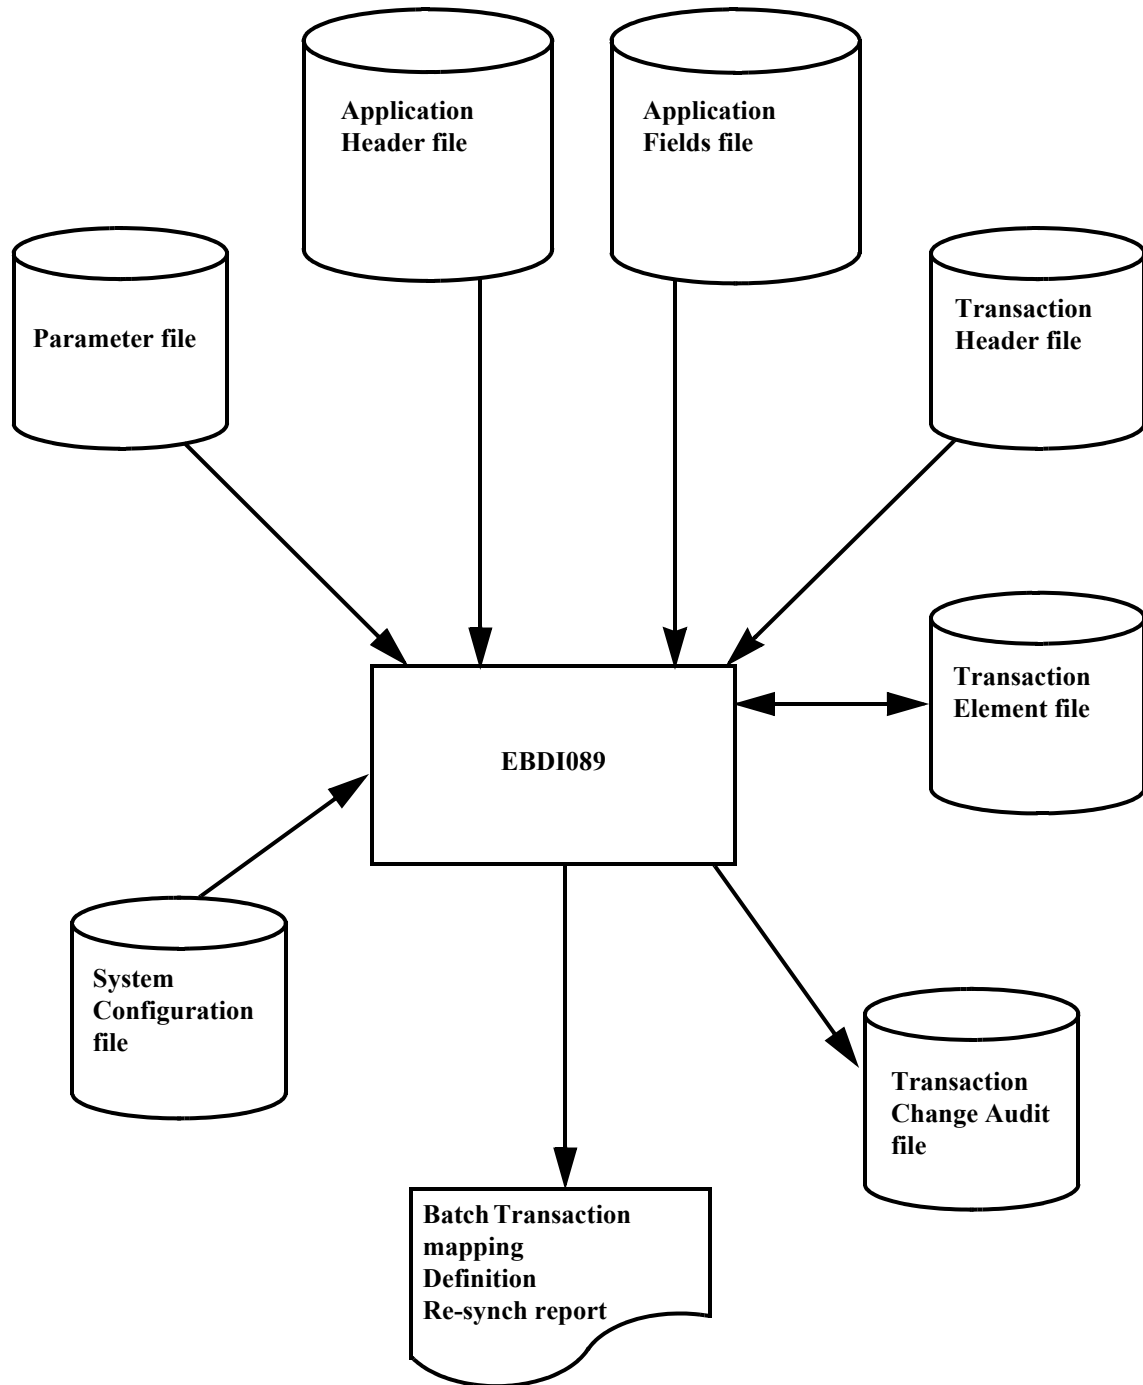 Application
Header file
Application
Fields file
Parameter file
Transaction
Header file
Transaction
Element file
EBDI089
System
Configuration
file
Transaction
Change Audit
file
Batch Transaction
mapping
Definition
Re-synch report